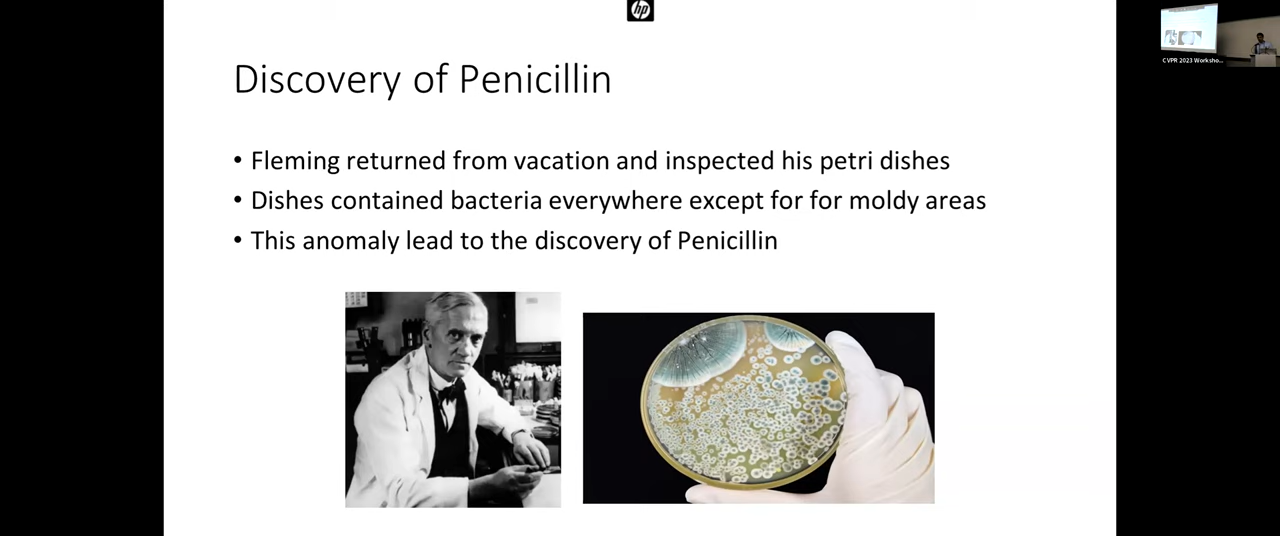 hp
Discovery of Penicillin
• Fleming returned from vacation and inspected his petri dishes
• Dishes contained bacteria everywhere except for for moldy areas
• This anomaly lead to the discovery of Penicillin
CVPR 2023 Worksho...